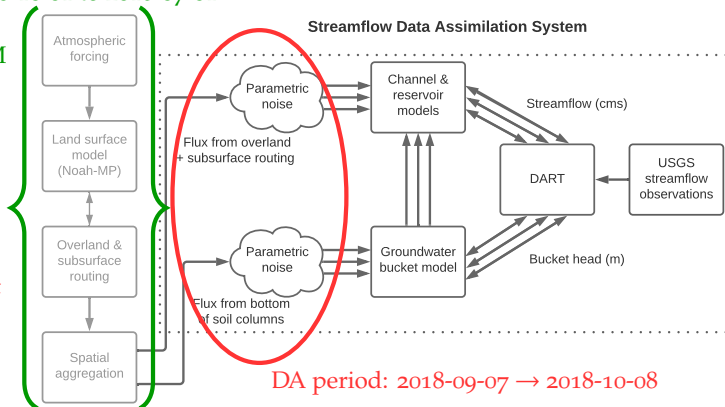 Streamflow Data Assimilation System
M
Atmospheric
forcing
Land surface
model
(Noah-MP)
Overland &
subsurface
routing
Spatial
aggregation
Parametric
noise
Flux from overland
+ subsurface routing
Parametric
noise
Flux from bottom
of soil columns
Channel &
reservoir
models
Groundwater
bucket model
Streamflow (cms)
DART
USGS
streamflow
observations
Bucket head (m)
DA period: 2018-09-07 → 2018-10-08